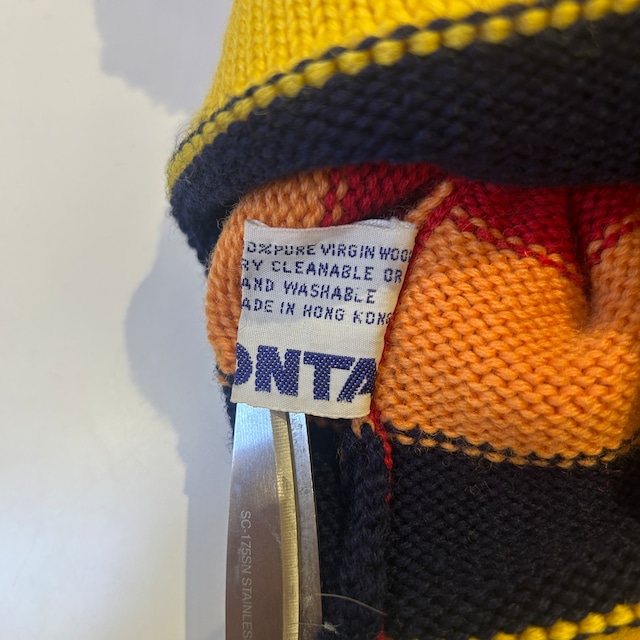 0% PURE VIRGIN WOO
RY CLEANABLE OR
AND WASHABLE
ADE IN HONG KONG
ONTA
SC-175SN STAINLES